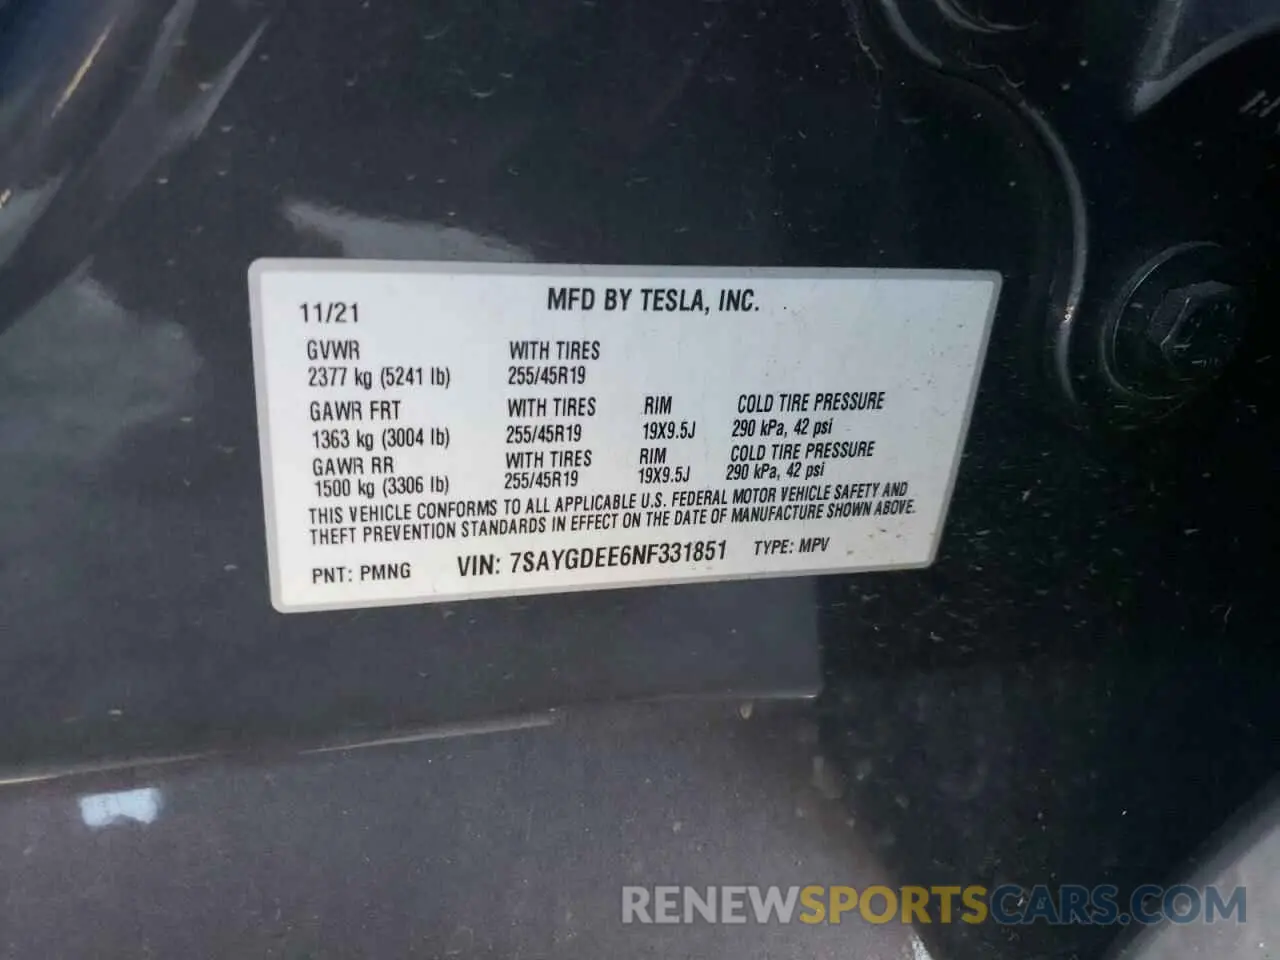 MFD BY TESLA, INC.
11/21
GVWR WITH TIRES
2377 kg (5241 lb) 255/45R19
GAWR FRT WITH TIRES RIM COLD TIRE PRESSURE
1363 kg (3004 lb) 255/45R19 19X9.5J 290 kPa, 42 psi
GAWR RR WITH TIRES RIM COLD TIRE PRESSURE
1500 kg (3306 lb) 255/45R19 19X9.5J 290 kPa, 42 psi
THIS VEHICLE CONFORMS TO ALL APPLICABLE U.S. FEDERAL MOTOR VEHICLE SAFETY AND
THEFT PREVENTION STANDARDS IN EFFECT ON THE DATE OF MANUFACTURE SHOWN ABOVE.
PNT: PMNG VIN: 7SAYGDEE6NF331851 TYPE: MPV
RENEWSPORTSCARS.COM